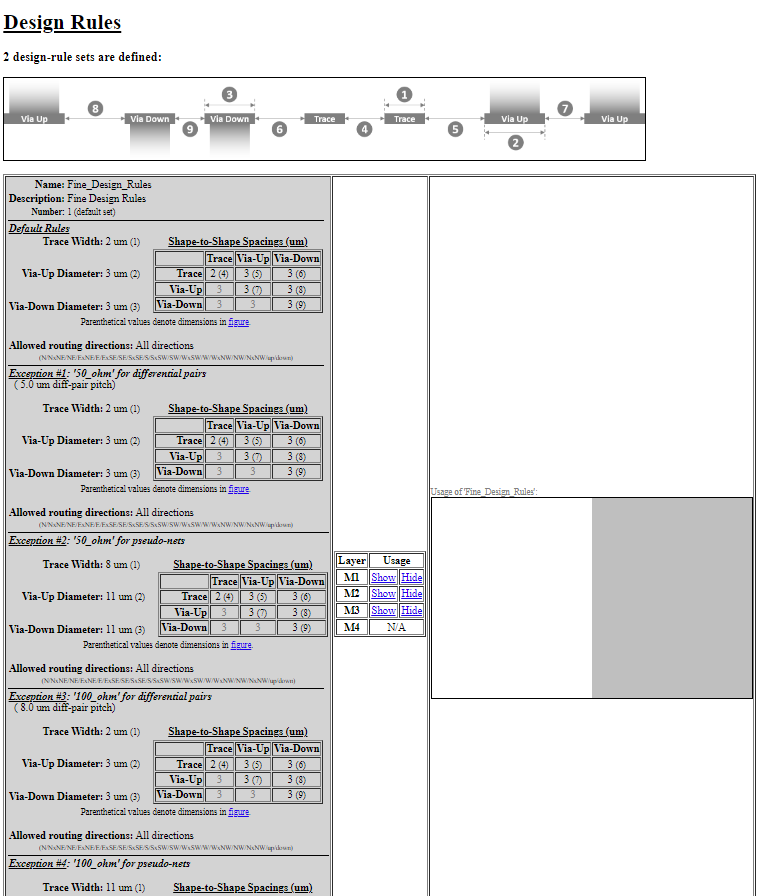 Design Rules
2 design-rule sets are defined:
3 1
8 7
Via Up Via Down Via Down Trace Trace Via Up Via Up
9 6 4 5
2
Name: Fine_Design_Rules
Description: Fine Design Rules
Number: 1 (default set)
Default Rules
Trace Width: 2 um (1) Shape-to-Shape Spacings (um)
Trace Via-Up Via-Down
Via-Up Diameter: 3 um (2) Trace 2 (4) 3 (5) 3 (6)
Via-Up 3 3 (7) 3 (8)
Via-Down Diameter: 3 um (3) Via-Down 3 3 3 (9)
Parenthetical values denote dimensions in figure.
Allowed routing directions: All directions
(N/NxNE/NE/ExNE/E/ExSE/SE/SxSE/S/SxSW/SW/WxSW/W/WxNW/NW/NxNW/up/down)
Exception #1: '50_ohm' for differential pairs
( 5.0 um diff-pair pitch)
Trace Width: 2 um (1) Shape-to-Shape Spacings (um)
Trace Via-Up Via-Down
Via-Up Diameter: 3 um (2) Trace 2 (4) 3 (5) 3 (6)
Via-Up 3 3 (7) 3 (8)
Via-Down Diameter: 3 um (3) Via-Down 3 3 3 (9)
Parenthetical values denote dimensions in figure.
Allowed routing directions: All directions
(N/NxNE/NE/ExNE/E/ExSE/SE/SxSE/S/SxSW/SW/WxSW/W/WxNW/NW/NxNW/up/down)
Exception #2: '50_ohm' for pseudo-nets
Trace Width: 8 um (1) Shape-to-Shape Spacings (um)
Trace Via-Up Via-Down
Via-Up Diameter: 11 um (2) Trace 2 (4) 3 (5) 3 (6)
Via-Up 3 3 (7) 3 (8)
Via-Down Diameter: 11 um (3) Via-Down 3 3 3 (9)
Parenthetical values denote dimensions in figure.
Allowed routing directions: All directions
(N/NxNE/NE/ExNE/E/ExSE/SE/SxSE/S/SxSW/SW/WxSW/W/WxNW/NW/NxNW/up/down)
Exception #3: '100_ohm' for differential pairs
( 8.0 um diff-pair pitch)
Trace Width: 2 um (1) Shape-to-Shape Spacings (um)
Trace Via-Up Via-Down
Via-Up Diameter: 3 um (2) Trace 2 (4) 3 (5) 3 (6)
Via-Up 3 3 (7) 3 (8)
Via-Down Diameter: 3 um (3) Via-Down 3 3 3 (9)
Parenthetical values denote dimensions in figure.
Allowed routing directions: All directions
(N/NxNE/NE/ExNE/E/ExSE/SE/SxSE/S/SxSW/SW/WxSW/W/WxNW/NW/NxNW/up/down)
Exception #4: '100_ohm' for pseudo-nets
Trace Width: 11 um (1) Shape-to-Shape Spacings (um)
Layer Usage
M1 Show Hide
M2 Show Hide
M3 Show Hide
M4 N/A
Usage of 'Fine_Design_Rules':